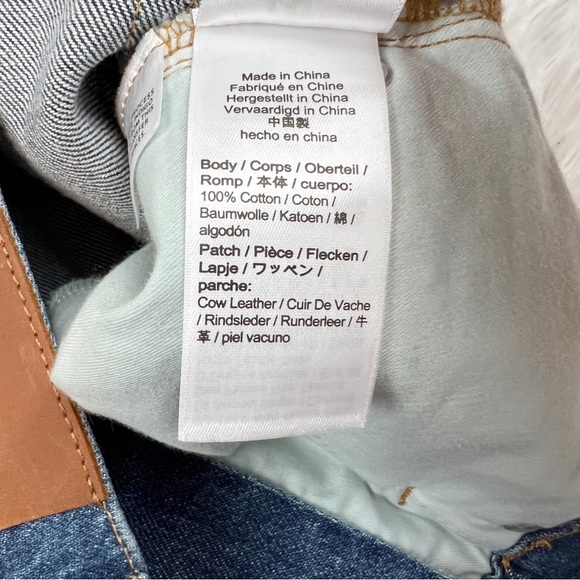 Made in China
Fabriqué en Chine
Hergestellt in China
Vervaardigd in China
中国製
hecho en china
Body / Corps / Oberteil /
Romp / 本体 / cuerpo:
100% Cotton / Coton /
Baumwolle / Katoen / 綿 /
algodón
Patch / Pièce / Flecken /
Lapje / ワッペン /
parche:
Cow Leather / Cuir De Vache
/ Rindsleder / Runderleer / 牛
革 / piel vacuno